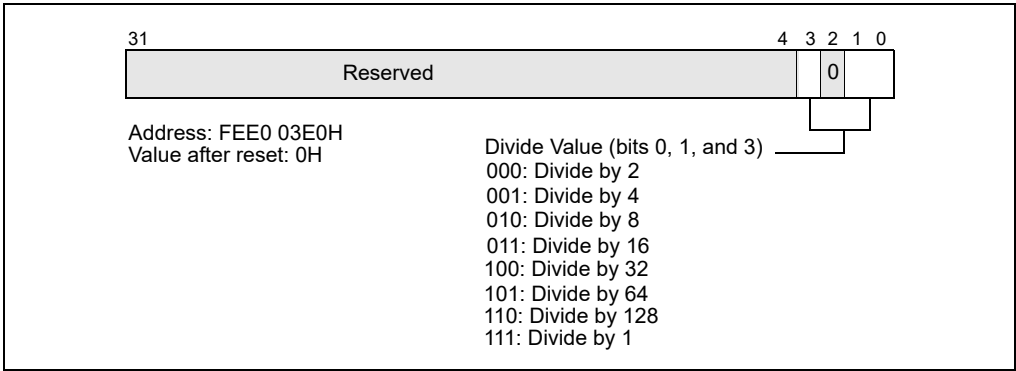 31 4 3 2 1 0
Reserved 0
Address: FEE0 03E0H
Value after reset: 0H
Divide Value (bits 0, 1, and 3)
000: Divide by 2
001: Divide by 4
010: Divide by 8
011: Divide by 16
100: Divide by 32
101: Divide by 64
110: Divide by 128
111: Divide by 1